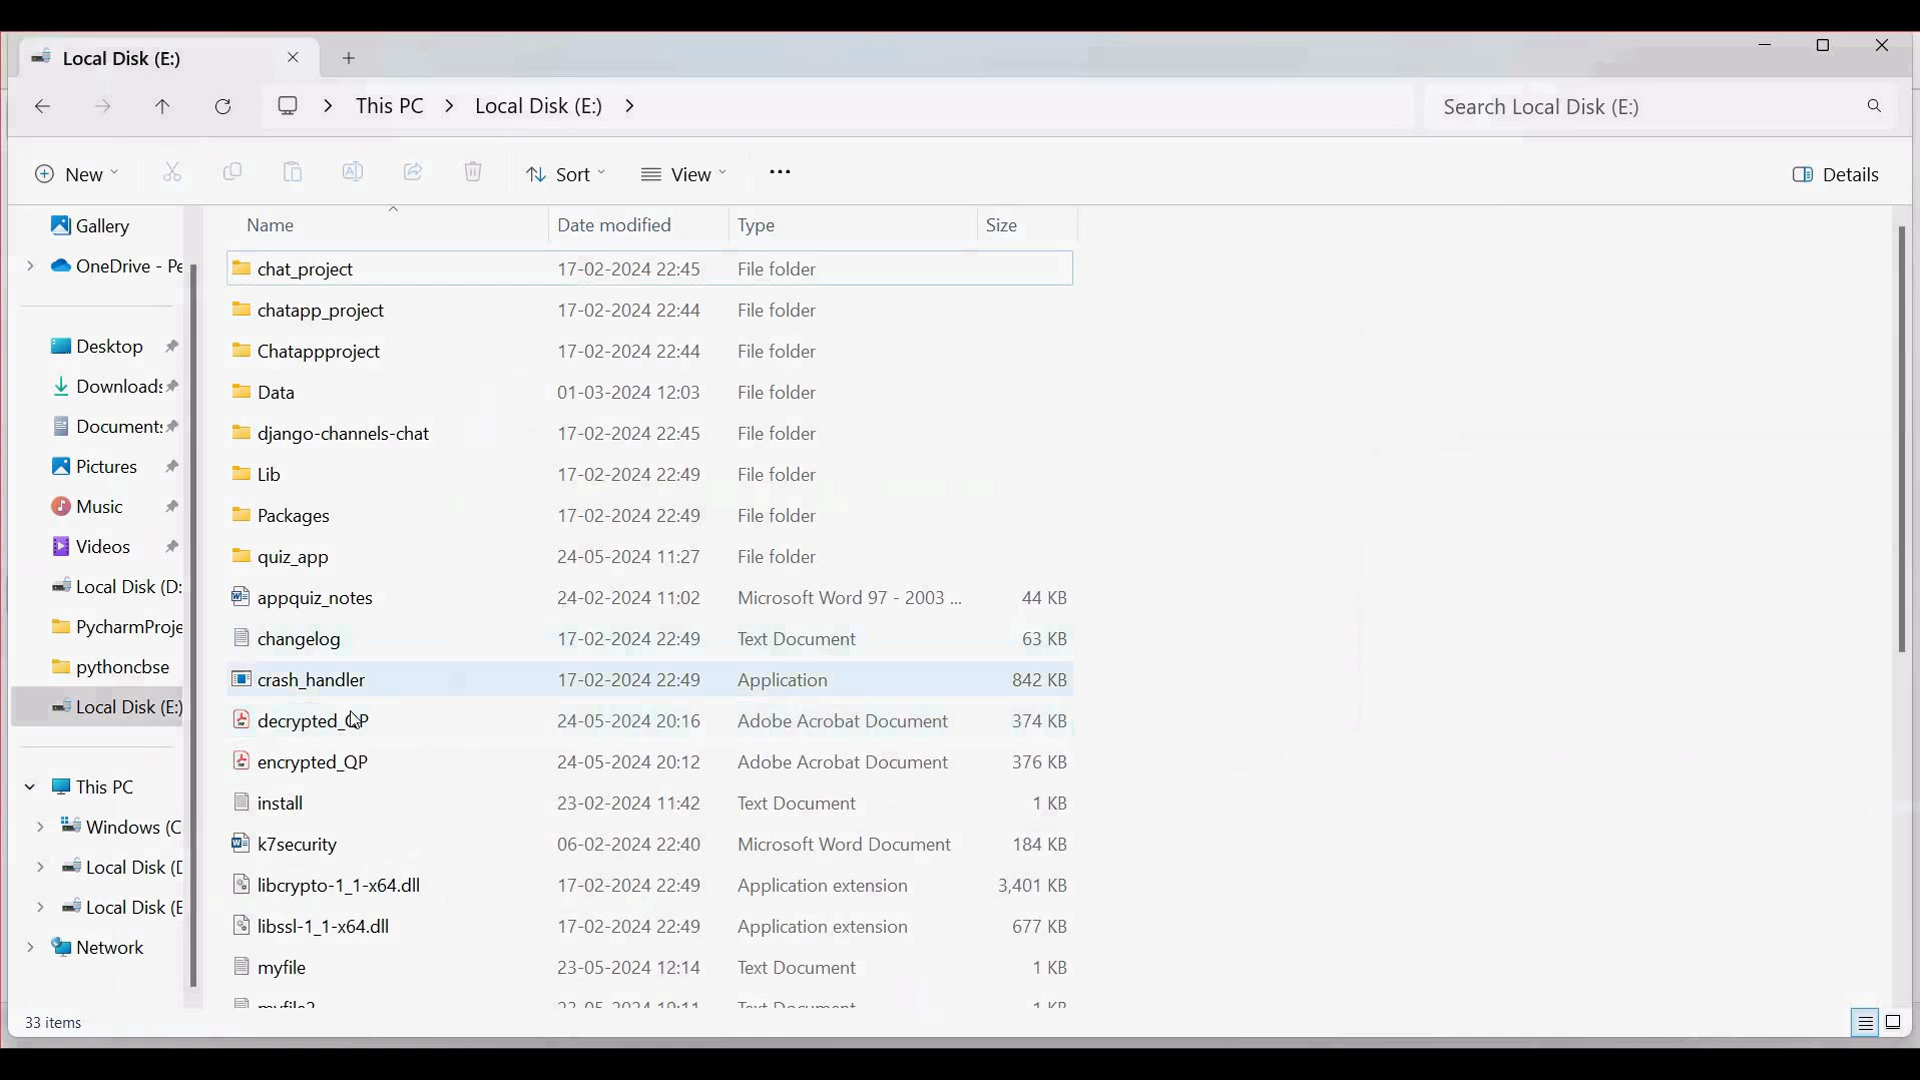 Local Disk (E:)
This PC Local Disk (E:)
Search Local Disk (E:)
New Sort View ... Details
Name Date modified Type Size
chat_project 17-02-2024 22:45 File folder
chatapp_project 17-02-2024 22:44 File folder
Chatappproject 17-02-2024 22:44 File folder
Data 01-03-2024 12:03 File folder
django-channels-chat 17-02-2024 22:45 File folder
Lib 17-02-2024 22:49 File folder
Packages 17-02-2024 22:49 File folder
quiz_app 24-05-2024 11:27 File folder
appquiz_notes 24-02-2024 11:02 Microsoft Word 97 - 2003 ... 44 KB
changelog 17-02-2024 22:49 Text Document 63 KB
crash_handler 17-02-2024 22:49 Application 842 KB
decrypted_QP 24-05-2024 20:16 Adobe Acrobat Document 374 KB
encrypted_QP 24-05-2024 20:12 Adobe Acrobat Document 376 KB
install 23-02-2024 11:42 Text Document 1 KB
k7security 06-02-2024 22:40 Microsoft Word Document 184 KB
libcrypto-1_1-x64.dll 17-02-2024 22:49 Application extension 3,401 KB
libssl-1_1-x64.dll 17-02-2024 22:49 Application extension 677 KB
myfile 23-05-2024 12:14 Text Document 1 KB
Gallery
OneDrive - Pe
Desktop
Downloads
Documents
Pictures
Music
Videos
Local Disk (D:
PycharmProje
pythoncbse
Local Disk (E:)
This PC
Windows (C
Local Disk (D
Local Disk (E
Network
33 items